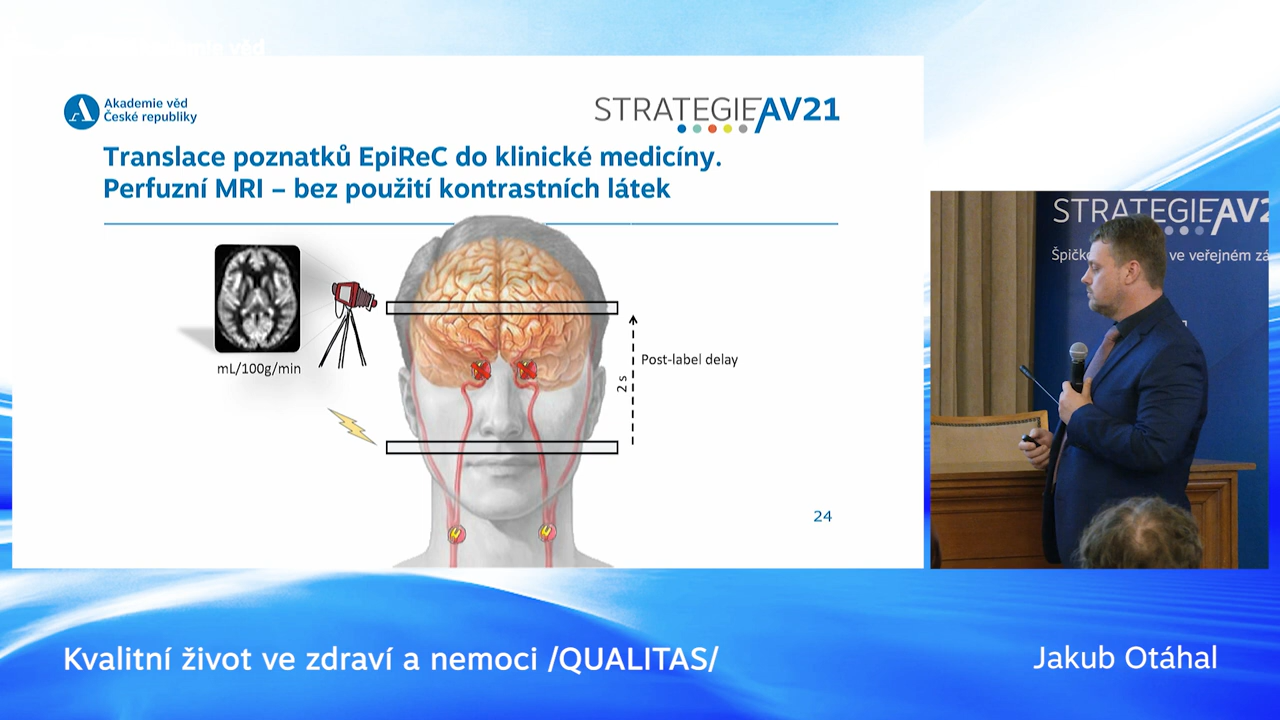 Akademie věd
České republiky
STRATEGIE AV21
Translace poznatků EpiReC do klinické medicíny.
Perfuzní MRI – bez použití kontrastních látek
mL/100g/min
2 s
Post-label delay
24
STRATEGIE AV2
Špičko
ve veřejném zá
Kvalitní život ve zdraví a nemoci /QUALITAS/
Jakub Otáhal